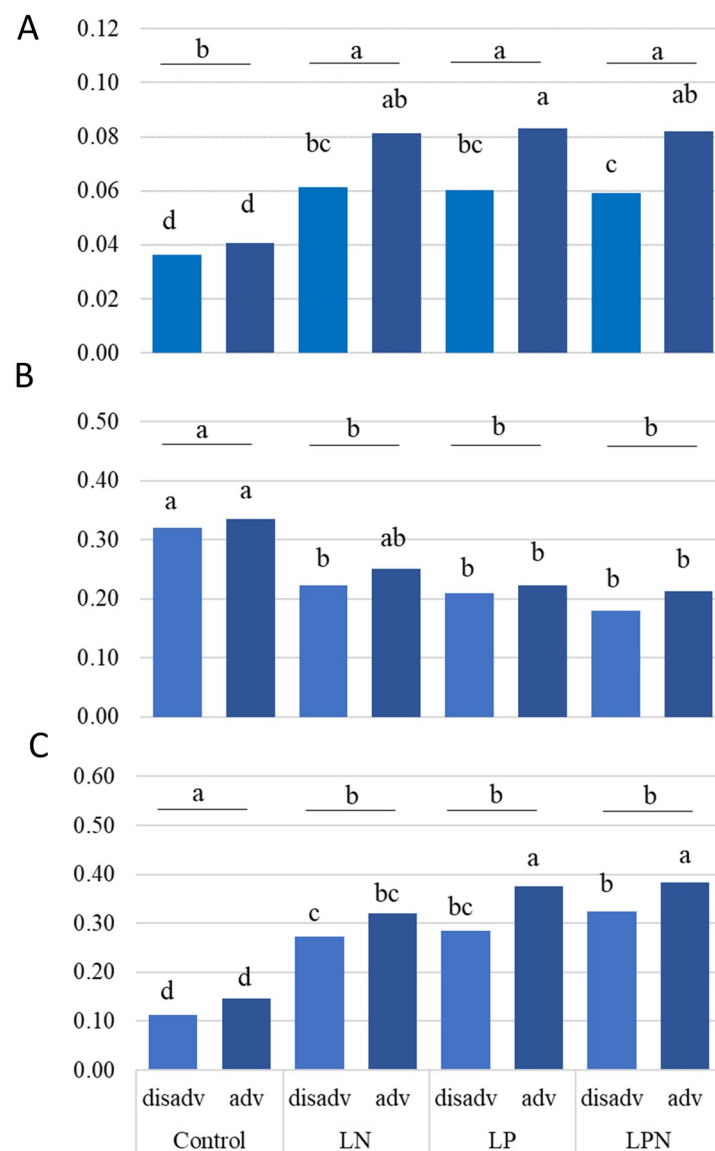 A
0.12
b a a a
0.10
ab a ab
0.08
bc bc c
0.06
d d
0.04
0.02
0.00
B
0.50
a b b b
0.40
a a
0.30
b ab b b b b
0.20
0.10
0.00
C
0.60
a b b b
0.50
0.40
c bc bc a b a
0.30
0.20
d d
0.10
0.00
disadv adv disadv adv disadv adv disadv adv
Control LN LP LPN